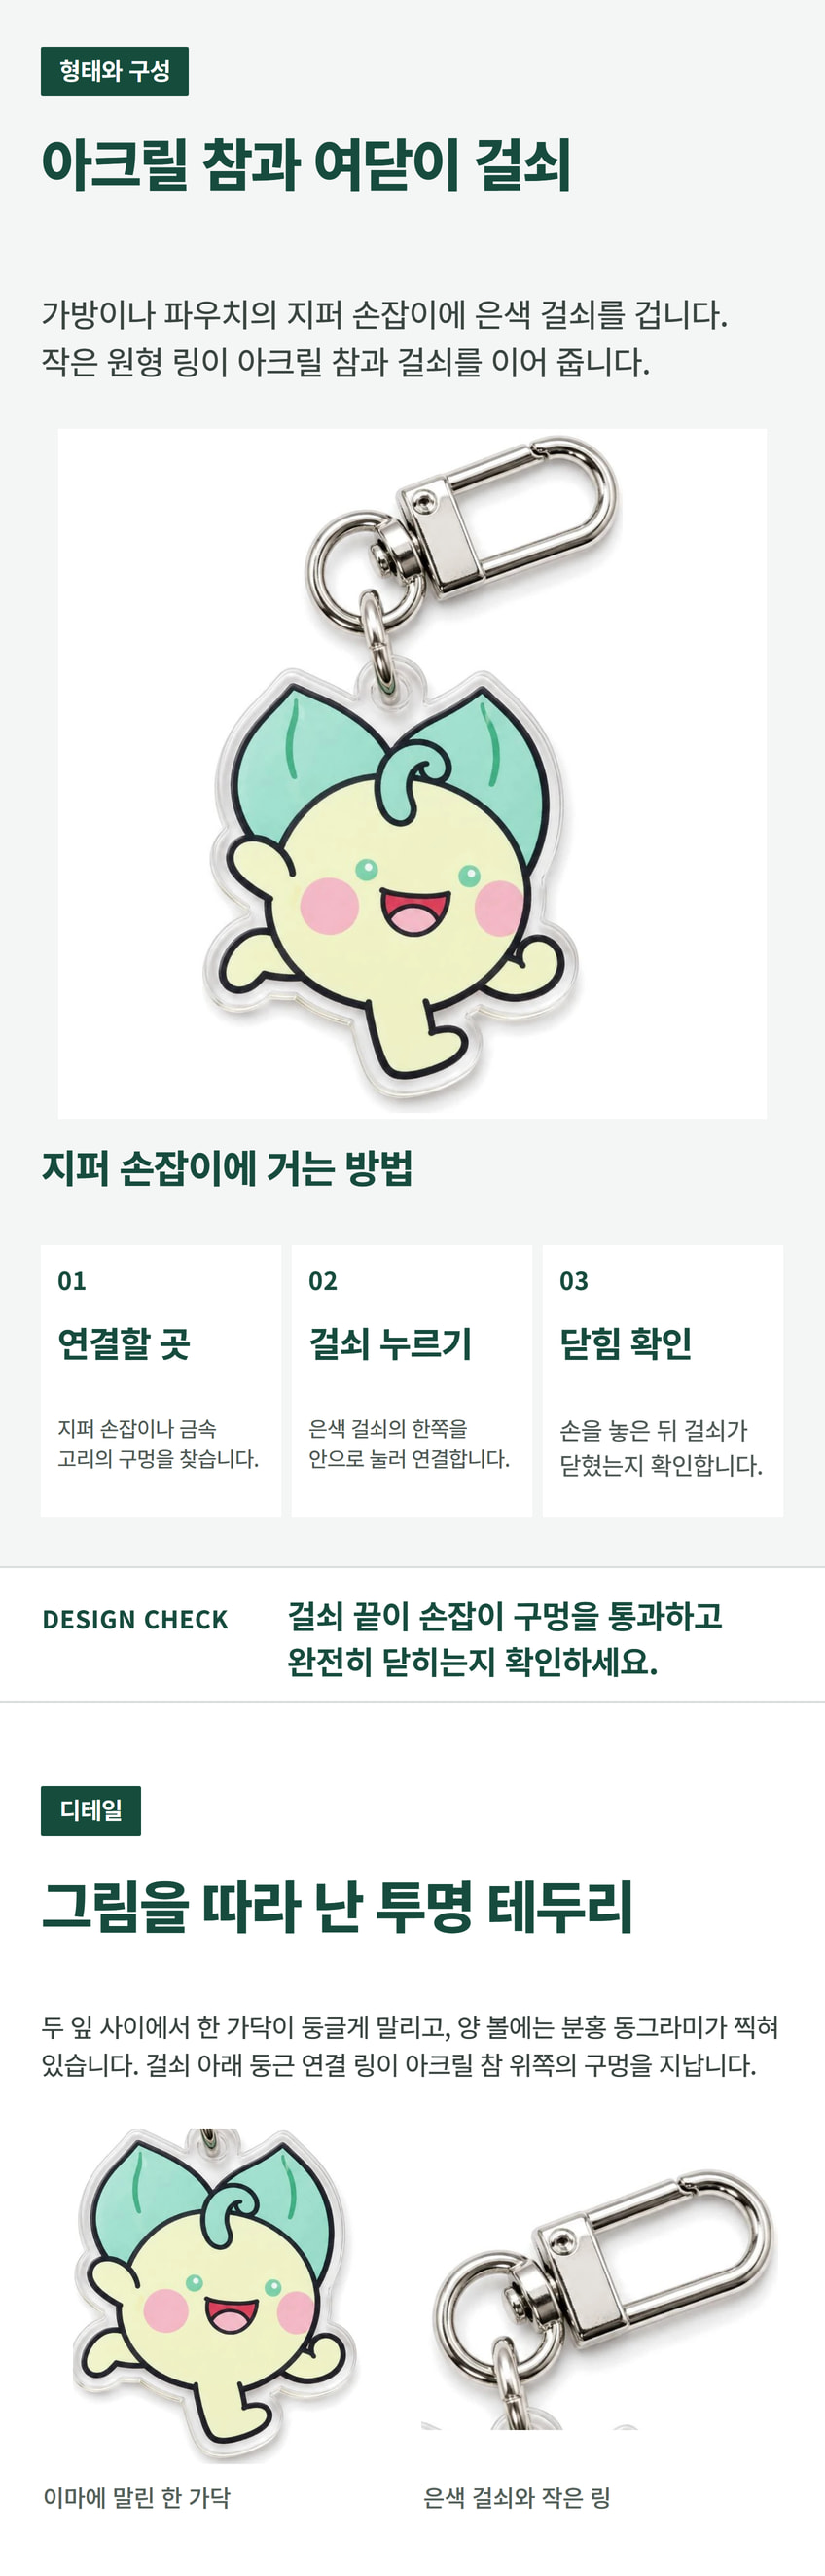 형태와 구성
아크릴 참과 여닫이 걸쇠
가방이나 파우치의 지퍼 손잡이에 은색 걸쇠를 겁니다.
작은 원형 링이 아크릴 참과 걸쇠를 이어 줍니다.
지퍼 손잡이에 거는 방법
01
연결할 곳
지퍼 손잡이나 금속
고리의 구멍을 찾습니다.
02
걸쇠 누르기
은색 걸쇠의 한쪽을
안으로 눌러 연결합니다.
03
닫힘 확인
손을 놓은 뒤 걸쇠가
닫혔는지 확인합니다.
DESIGN CHECK
걸쇠 끝이 손잡이 구멍을 통과하고
완전히 닫히는지 확인하세요.
디테일
그림을 따라 난 투명 테두리
두 잎 사이에서 한 가닥이 둥글게 말리고, 양 볼에는 분홍 동그라미가 찍혀
있습니다. 걸쇠 아래 둥근 연결 링이 아크릴 참 위쪽의 구멍을 지납니다.
이마에 말린 한 가닥
은색 걸쇠와 작은 링